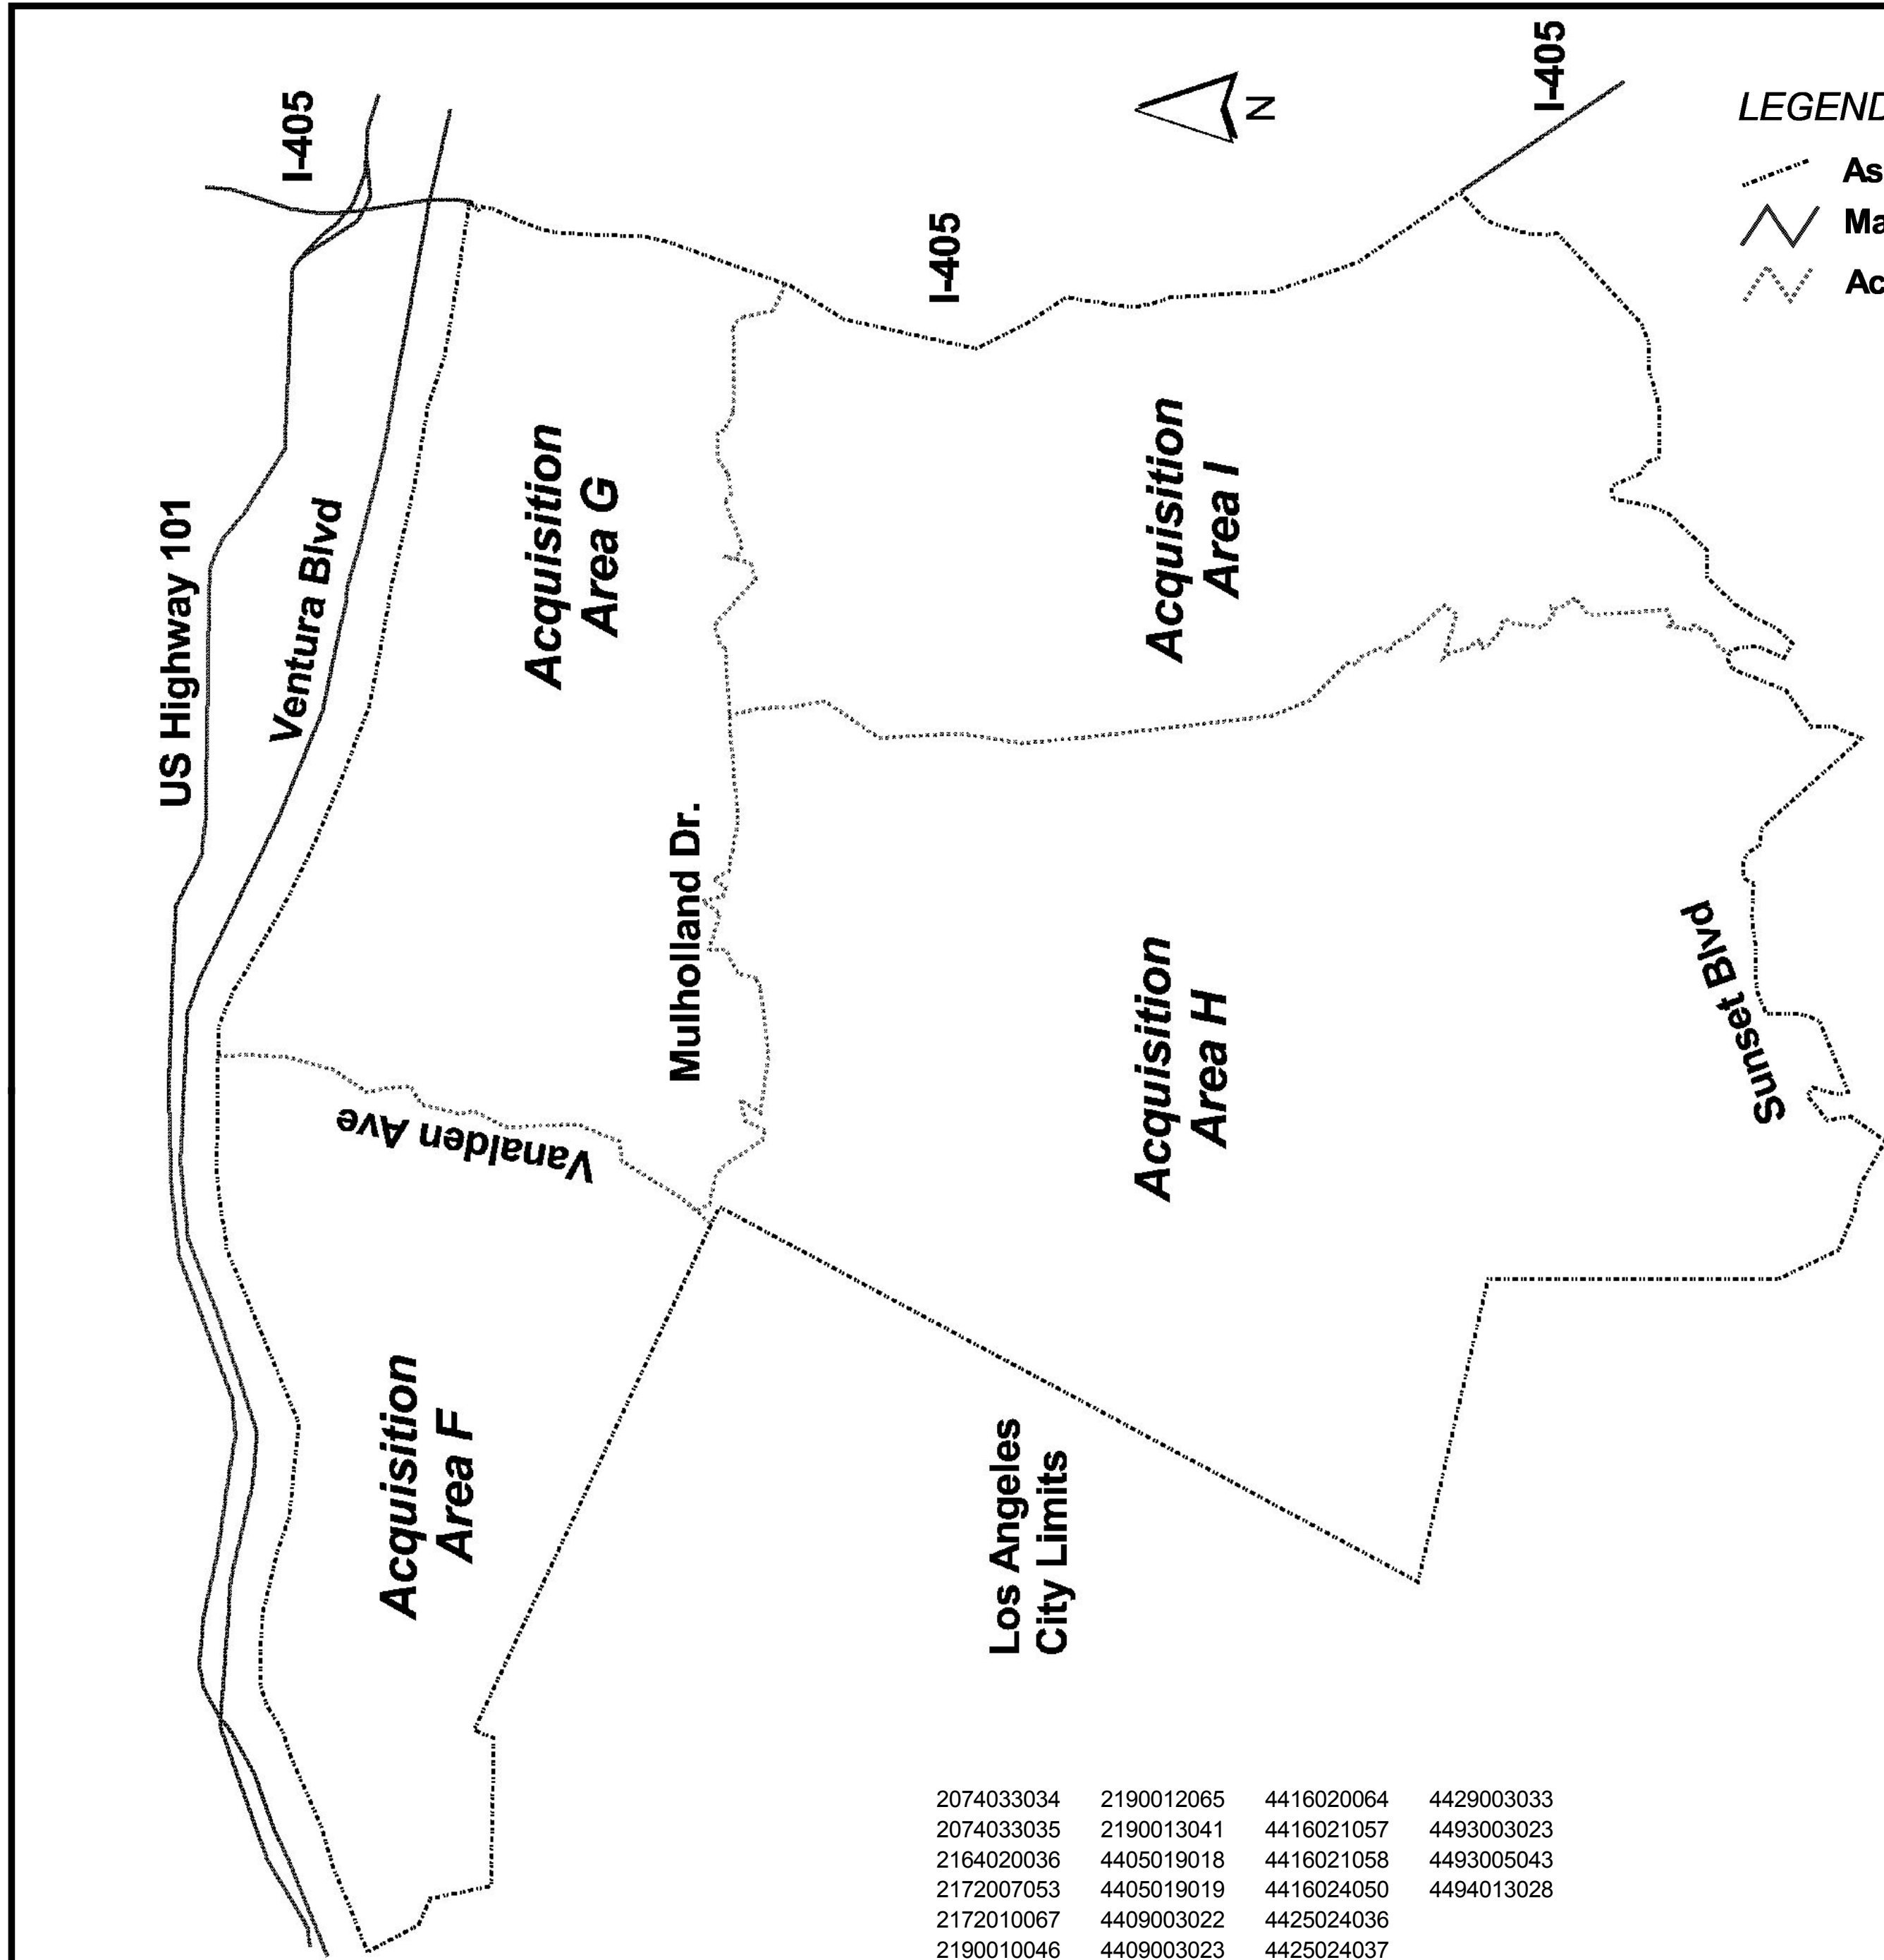 I-405
I-405
N
LEGEND
As
Ma
Ac
I-405
US Highway 101
Ventura Blvd
Acquisition
Area G
Acquisition
Area I
Mulholland Dr.
Vanalden Ave
Acquisition
Area H
Sunset Blvd
Acquisition
Area F
Los Angeles
City Limits
2074033034 2190012065 4416020064 4429003033
2074033035 2190013041 4416021057 4493003023
2164020036 4405019018 4416021058 4493005043
2172007053 4405019019 4416024050 4494013028
2172010067 4409003022 4425024036
2190010046 4409003023 4425024037